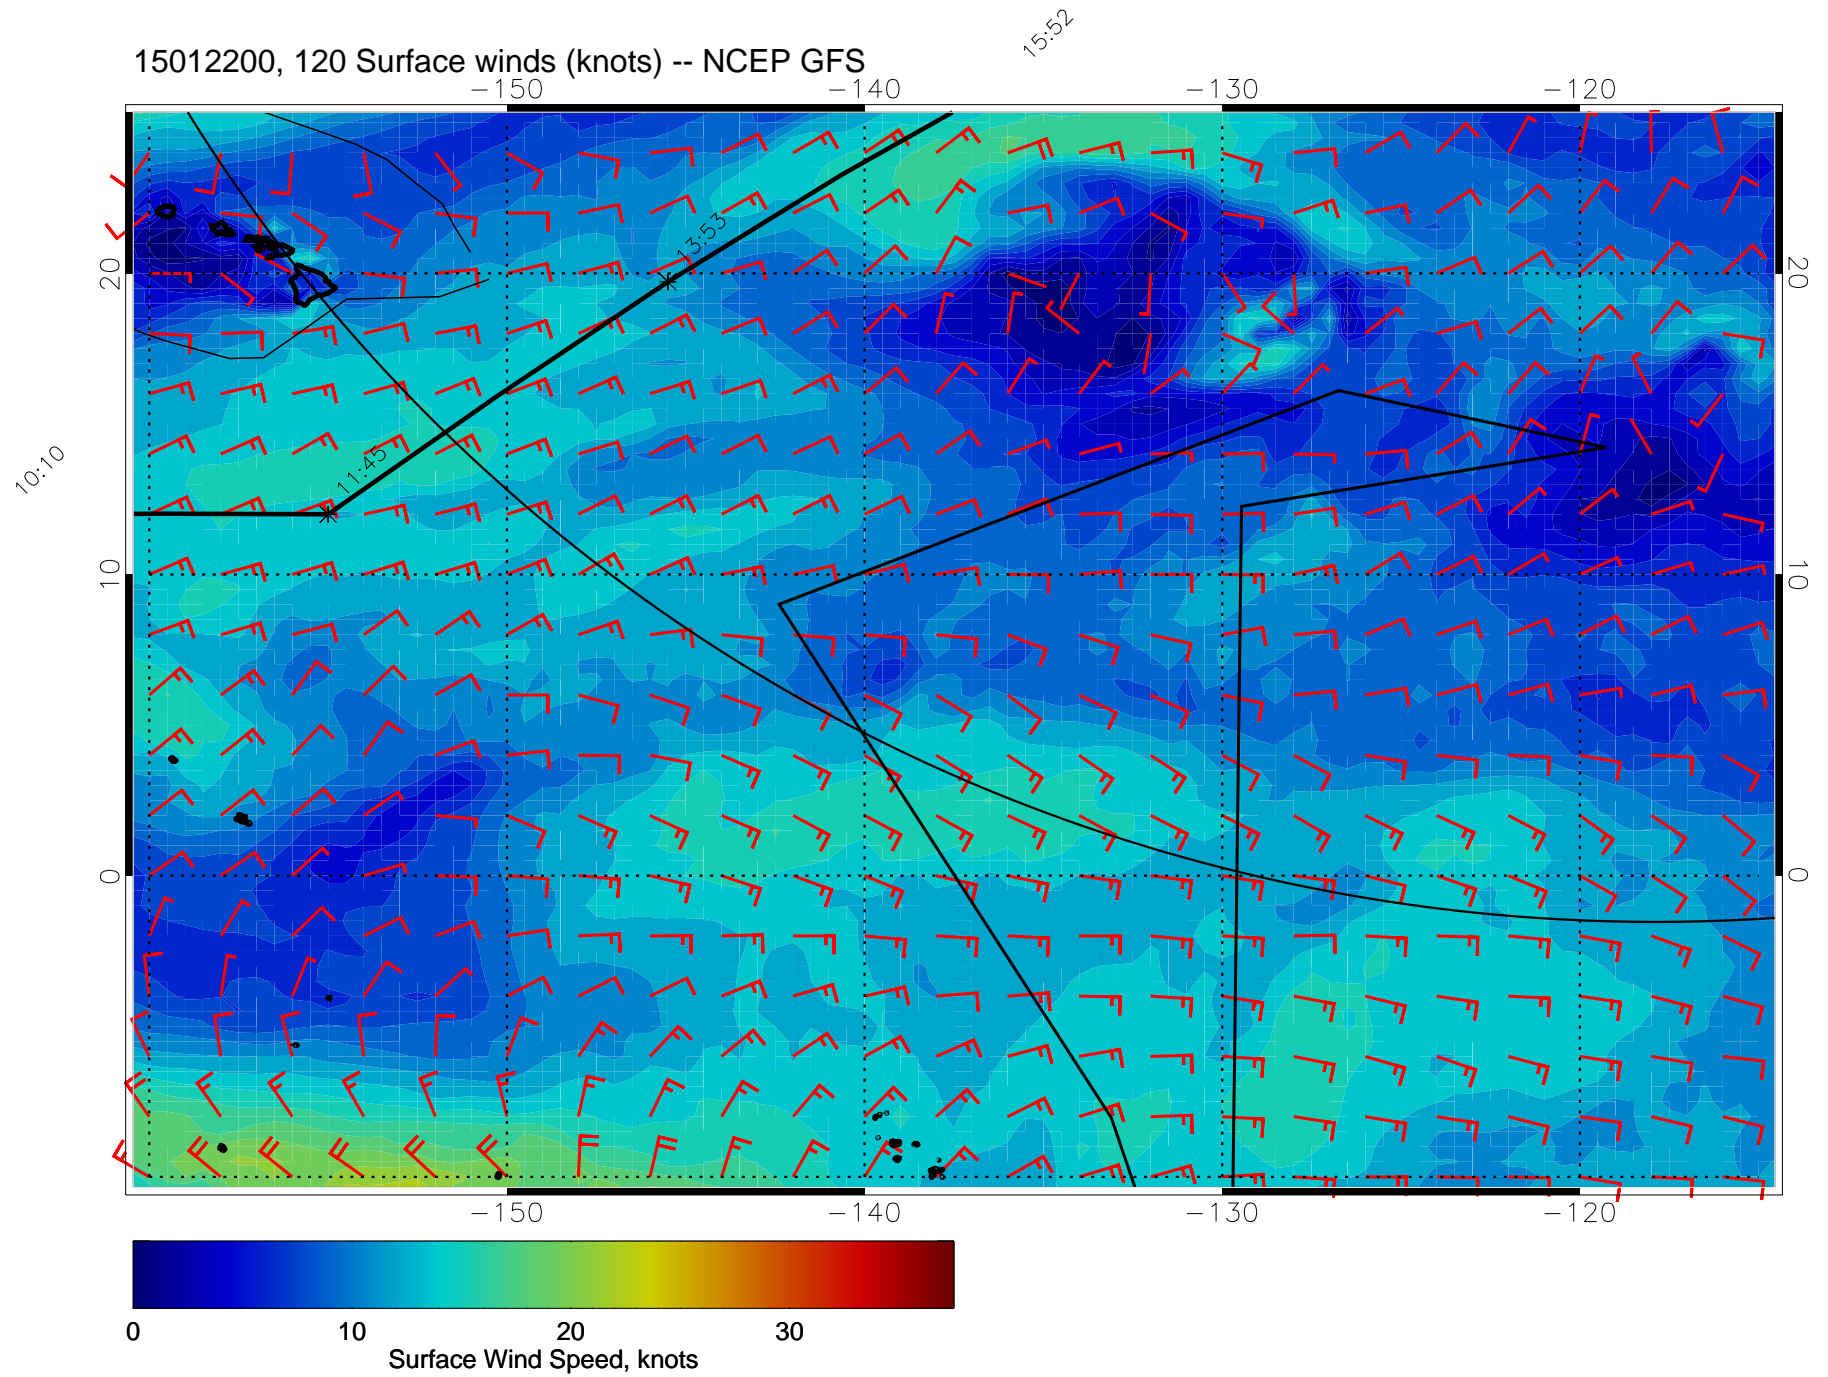 15:52
15012200, 120 Surface winds (knots) -- NCEP GFS
-150 -140 -130 -120
13:53
20 20
11:45
10:10
10 10
0 0
-150 -140 -130 -120
0 10 20 30
Surface Wind Speed, knots